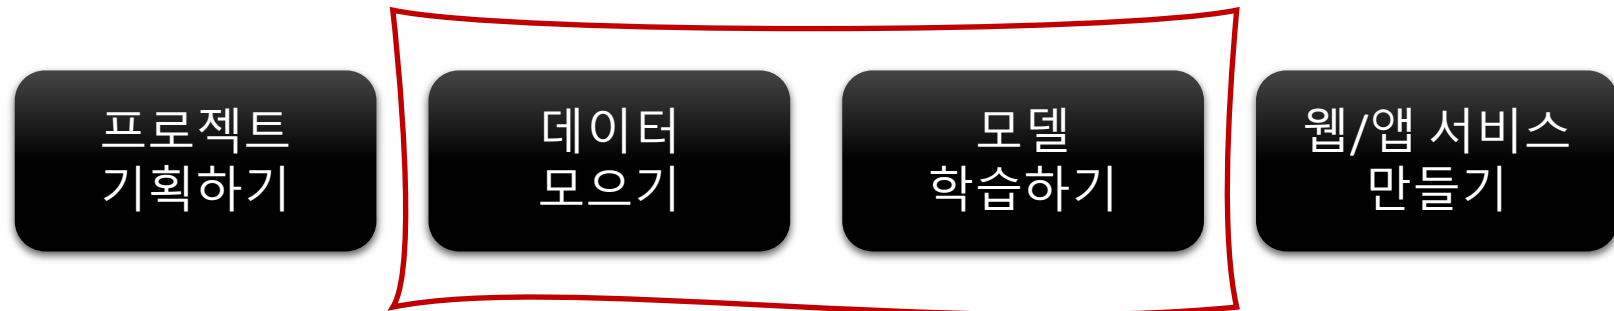 프로젝트
기획하기
데이터
모으기
모델
학습하기
웹/앱 서비스
만들기